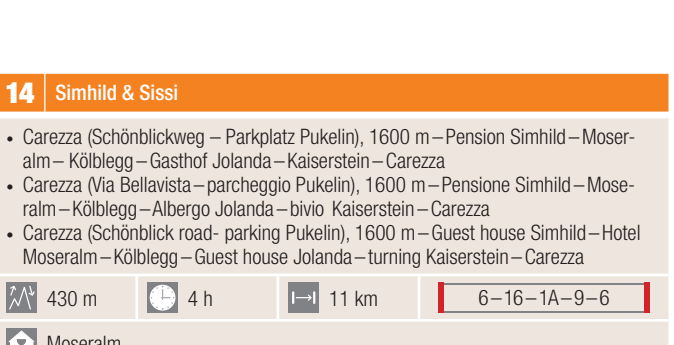 14 Simhild & Sissi
• Carezza (Schönblickweg – Parkplatz Pukelin), 1600 m – Pension Simhild – Moser-
alm – Kölblegg – Gasthof Jolanda – Kaiserstein – Carezza
• Carezza (Via Bellavista – parcheggio Pukelin), 1600 m – Pensione Simhild – Mose-
ralm – Kölblegg – Albergo Jolanda – bivio Kaiserstein – Carezza
• Carezza (Schönblick road- parking Pukelin), 1600 m – Guest house Simhild – Hotel
Moseralm – Kölblegg – Guest house Jolanda – turning Kaiserstein – Carezza
430 m 4 h 11 km 6–16–1A–9–6
Moseralm